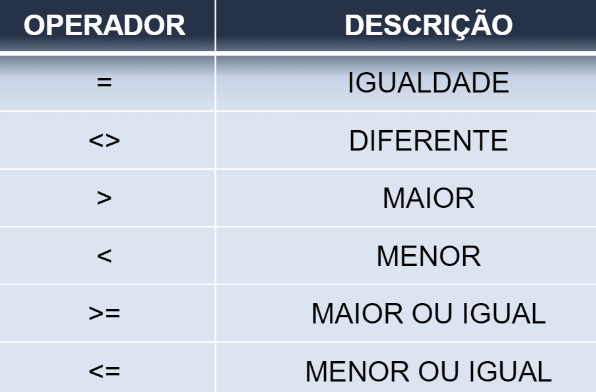 OPERADOR DESCRIÇÃO
= IGUALDADE
<> DIFERENTE
> MAIOR
< MENOR
>= MAIOR OU IGUAL
<= MENOR OU IGUAL